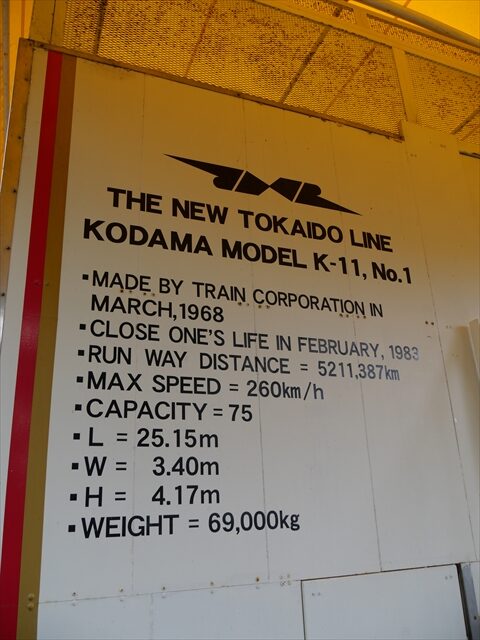 THE NEW TOKAIDO LINE
KODAMA MODEL K-11, No.1
▪MADE BY TRAIN CORPORATION IN
MARCH,1968
▪CLOSE ONE'S LIFE IN FEBRUARY, 1983
▪RUN WAY DISTANCE = 5211,387km
▪MAX SPEED = 260km/h
▪CAPACITY = 75
▪L = 25.15m
▪W = 3.40m
▪H = 4.17m
▪WEIGHT = 69,000kg